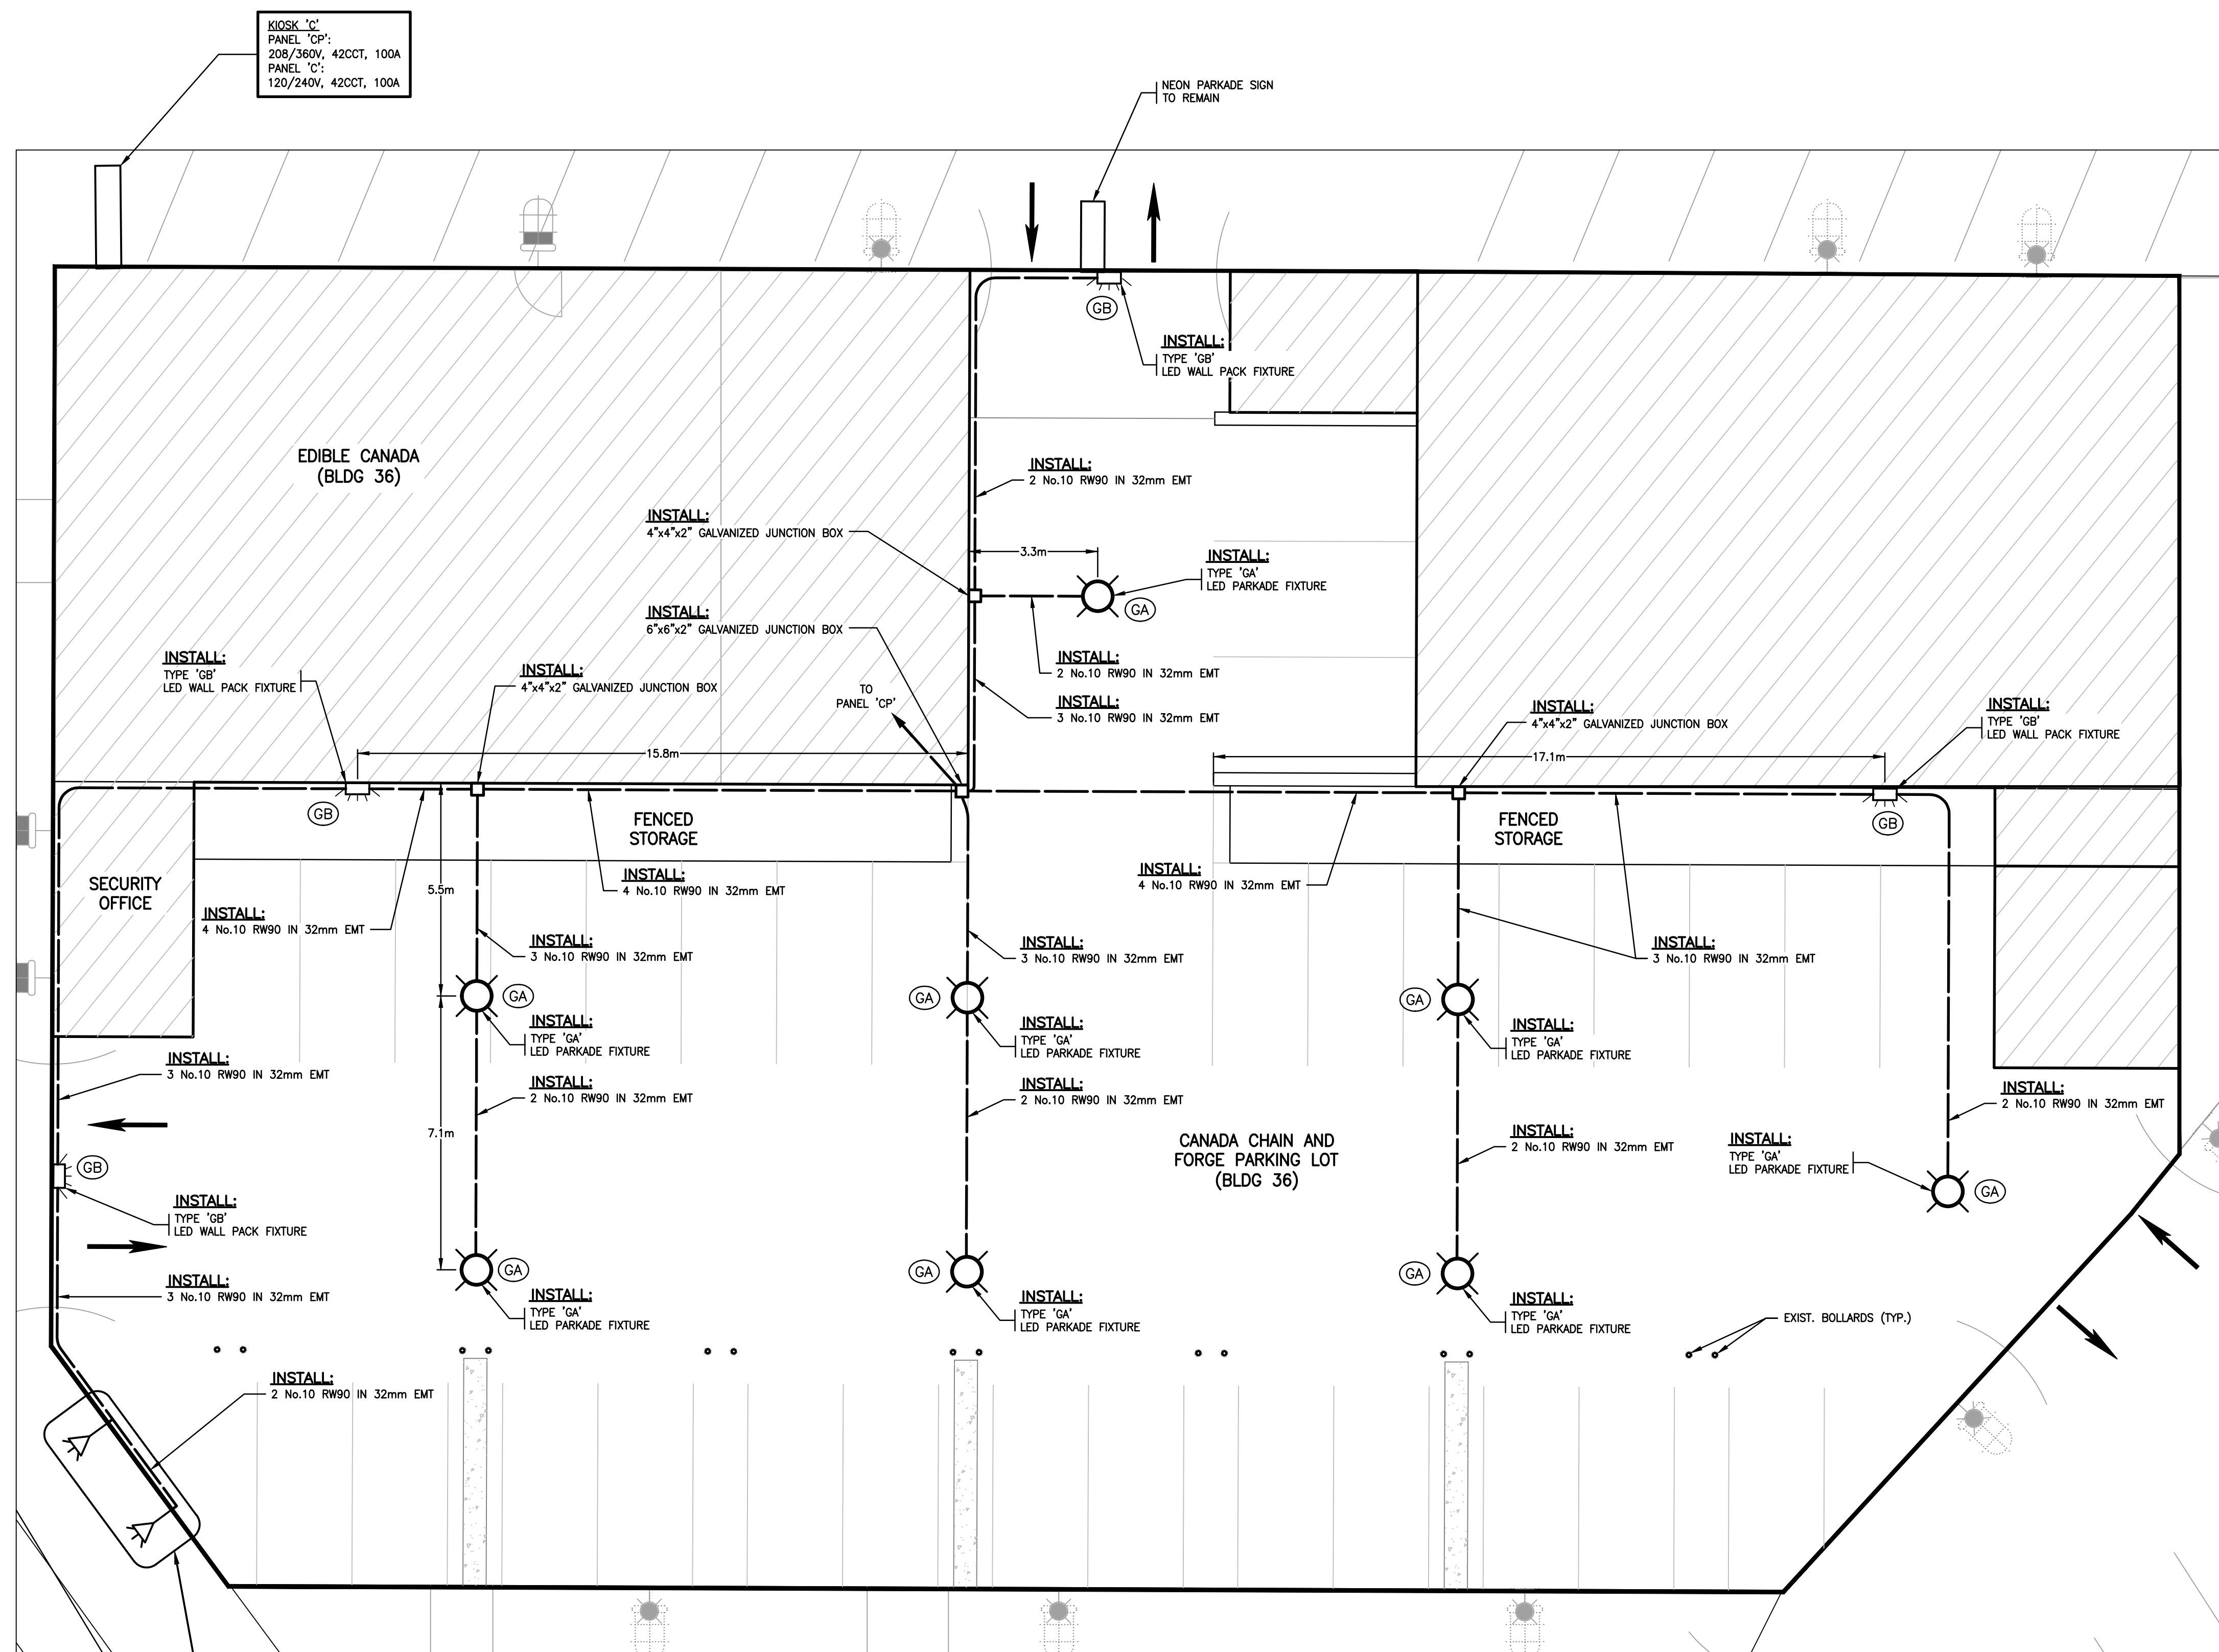 KIOSK 'C'
PANEL 'CP':
208/360V, 42CCT, 100A
PANEL 'C':
120/240V, 42CCT, 100A
NEON PARKADE SIGN
TO REMAIN
GB
INSTALL:
TYPE 'GB'
LED WALL PACK FIXTURE
EDIBLE CANADA
(BLDG 36)
INSTALL:
2 No.10 RW90 IN 32mm EMT
INSTALL:
4"x4"x2" GALVANIZED JUNCTION BOX
3.3m
INSTALL:
TYPE 'GA'
LED PARKADE FIXTURE
GA
INSTALL:
6"x6"x2" GALVANIZED JUNCTION BOX
INSTALL:
TYPE 'GB'
LED WALL PACK FIXTURE
INSTALL:
4"x4"x2" GALVANIZED JUNCTION BOX
TO
PANEL 'CP'
INSTALL:
2 No.10 RW90 IN 32mm EMT
INSTALL:
3 No.10 RW90 IN 32mm EMT
INSTALL:
4"x4"x2" GALVANIZED JUNCTION BOX
INSTALL:
TYPE 'GB'
LED WALL PACK FIXTURE
15.8m
17.1m
GB
FENCED
STORAGE
FENCED
STORAGE
GB
SECURITY
OFFICE
5.5m
INSTALL:
4 No.10 RW90 IN 32mm EMT
INSTALL:
4 No.10 RW90 IN 32mm EMT
INSTALL:
4 No.10 RW90 IN 32mm EMT
INSTALL:
3 No.10 RW90 IN 32mm EMT
INSTALL:
3 No.10 RW90 IN 32mm EMT
INSTALL:
3 No.10 RW90 IN 32mm EMT
GA
GA
GA
INSTALL:
TYPE 'GA'
LED PARKADE FIXTURE
INSTALL:
TYPE 'GA'
LED PARKADE FIXTURE
INSTALL:
TYPE 'GA'
LED PARKADE FIXTURE
INSTALL:
3 No.10 RW90 IN 32mm EMT
INSTALL:
2 No.10 RW90 IN 32mm EMT
INSTALL:
2 No.10 RW90 IN 32mm EMT
INSTALL:
2 No.10 RW90 IN 32mm EMT
7.1m
CANADA CHAIN AND
FORGE PARKING LOT
(BLDG 36)
INSTALL:
2 No.10 RW90 IN 32mm EMT
INSTALL:
TYPE 'GA'
LED PARKADE FIXTURE
GA
GB
INSTALL:
TYPE 'GB'
LED WALL PACK FIXTURE
INSTALL:
3 No.10 RW90 IN 32mm EMT
GA
GA
GA
INSTALL:
TYPE 'GA'
LED PARKADE FIXTURE
INSTALL:
TYPE 'GA'
LED PARKADE FIXTURE
INSTALL:
TYPE 'GA'
LED PARKADE FIXTURE
EXIST. BOLLARDS (TYP.)
INSTALL:
2 No.10 RW90 IN 32mm EMT